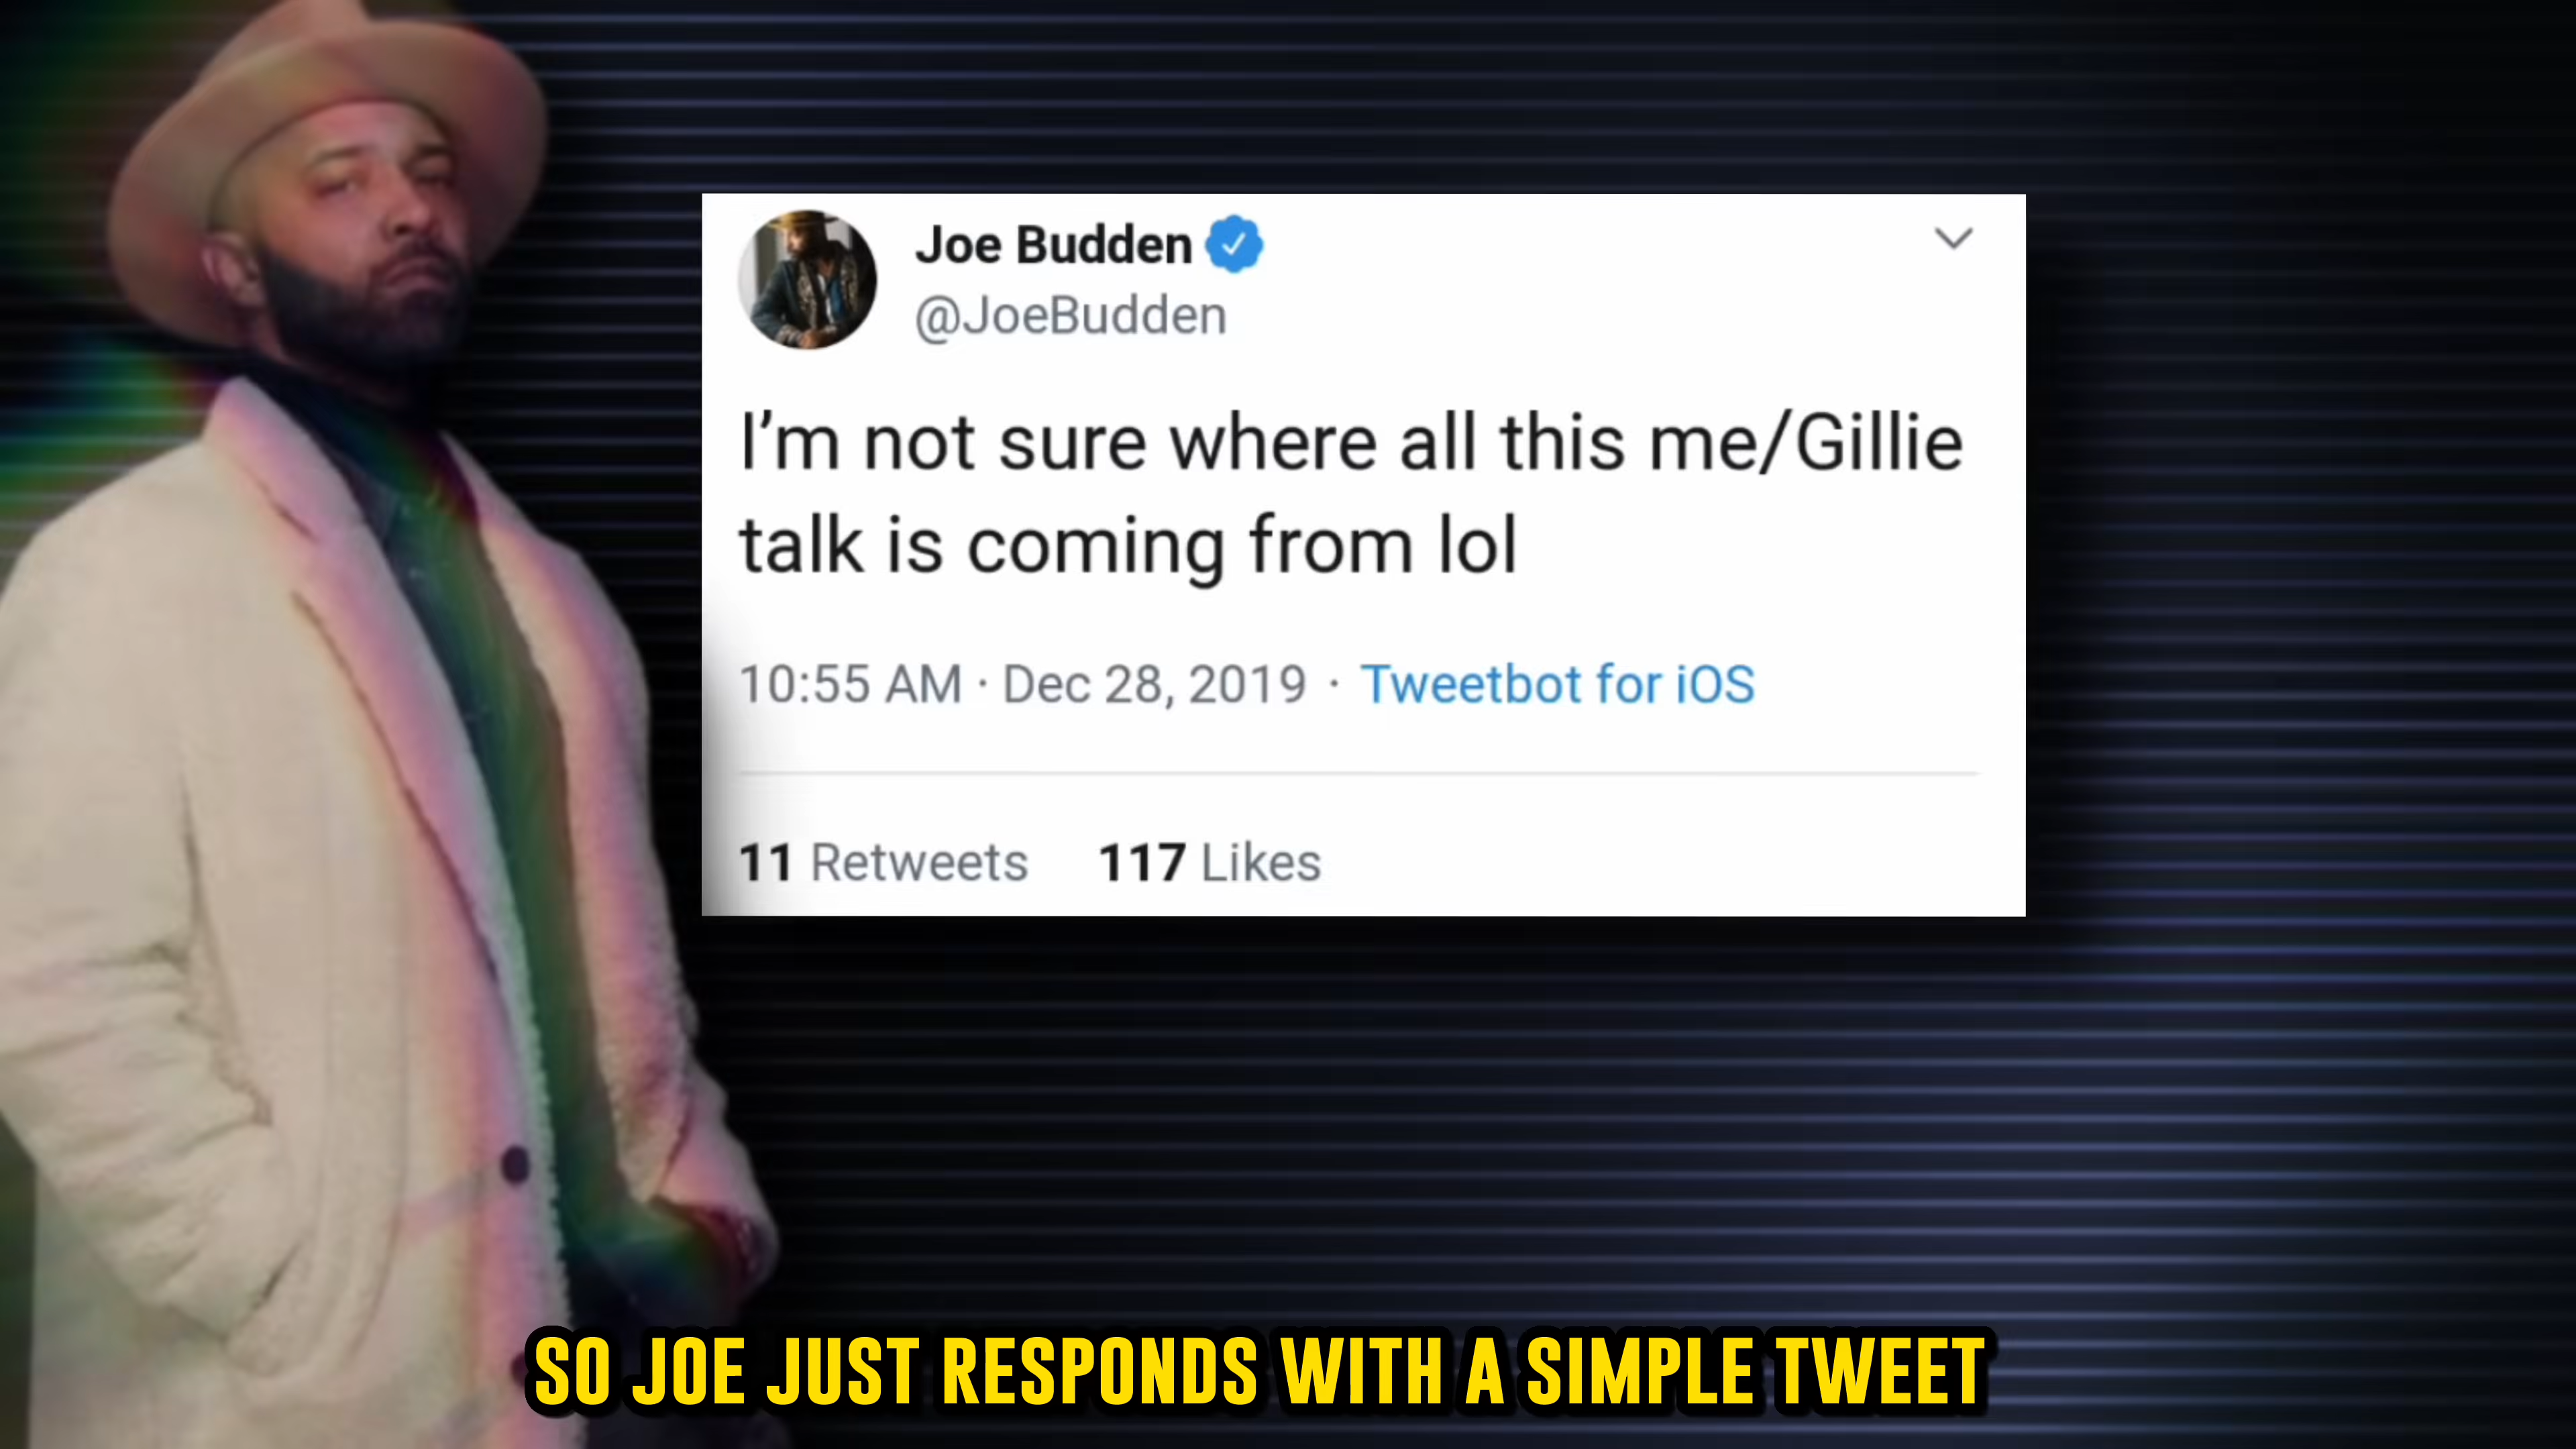 Joe Budden
@JoeBudden
I'm not sure where all this me/Gillie
talk is coming from lol
10:55 AM · Dec 28, 2019 · Tweetbot for iOS
11 Retweets 117 Likes
SO JOE JUST RESPONDS WITH A SIMPLE TWEET